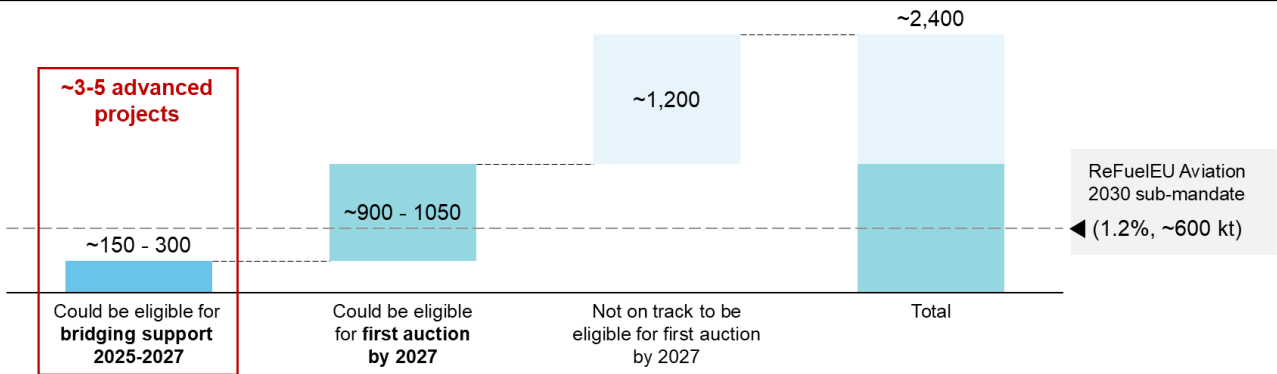 ~3-5 advanced
projects
~150 - 300
~900 - 1050
~1,200
~2,400
ReFuelEU Aviation
2030 sub-mandate
(1.2%, ~600 kt)
Could be eligible for
bridging support
2025-2027
Could be eligible
for first auction
by 2027
Not on track to be
eligible for first auction
by 2027
Total